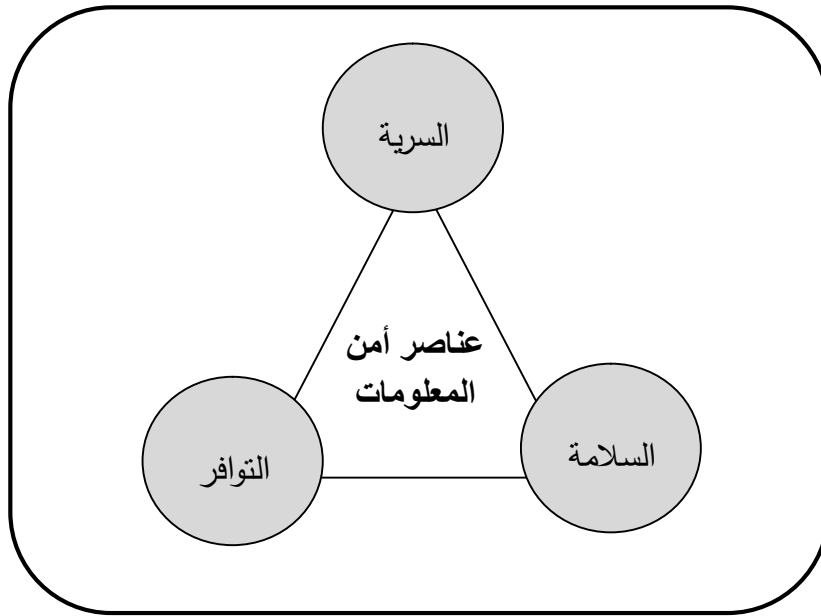 السرية
عناصر أمن
المعلومات
السلامة
التوافر